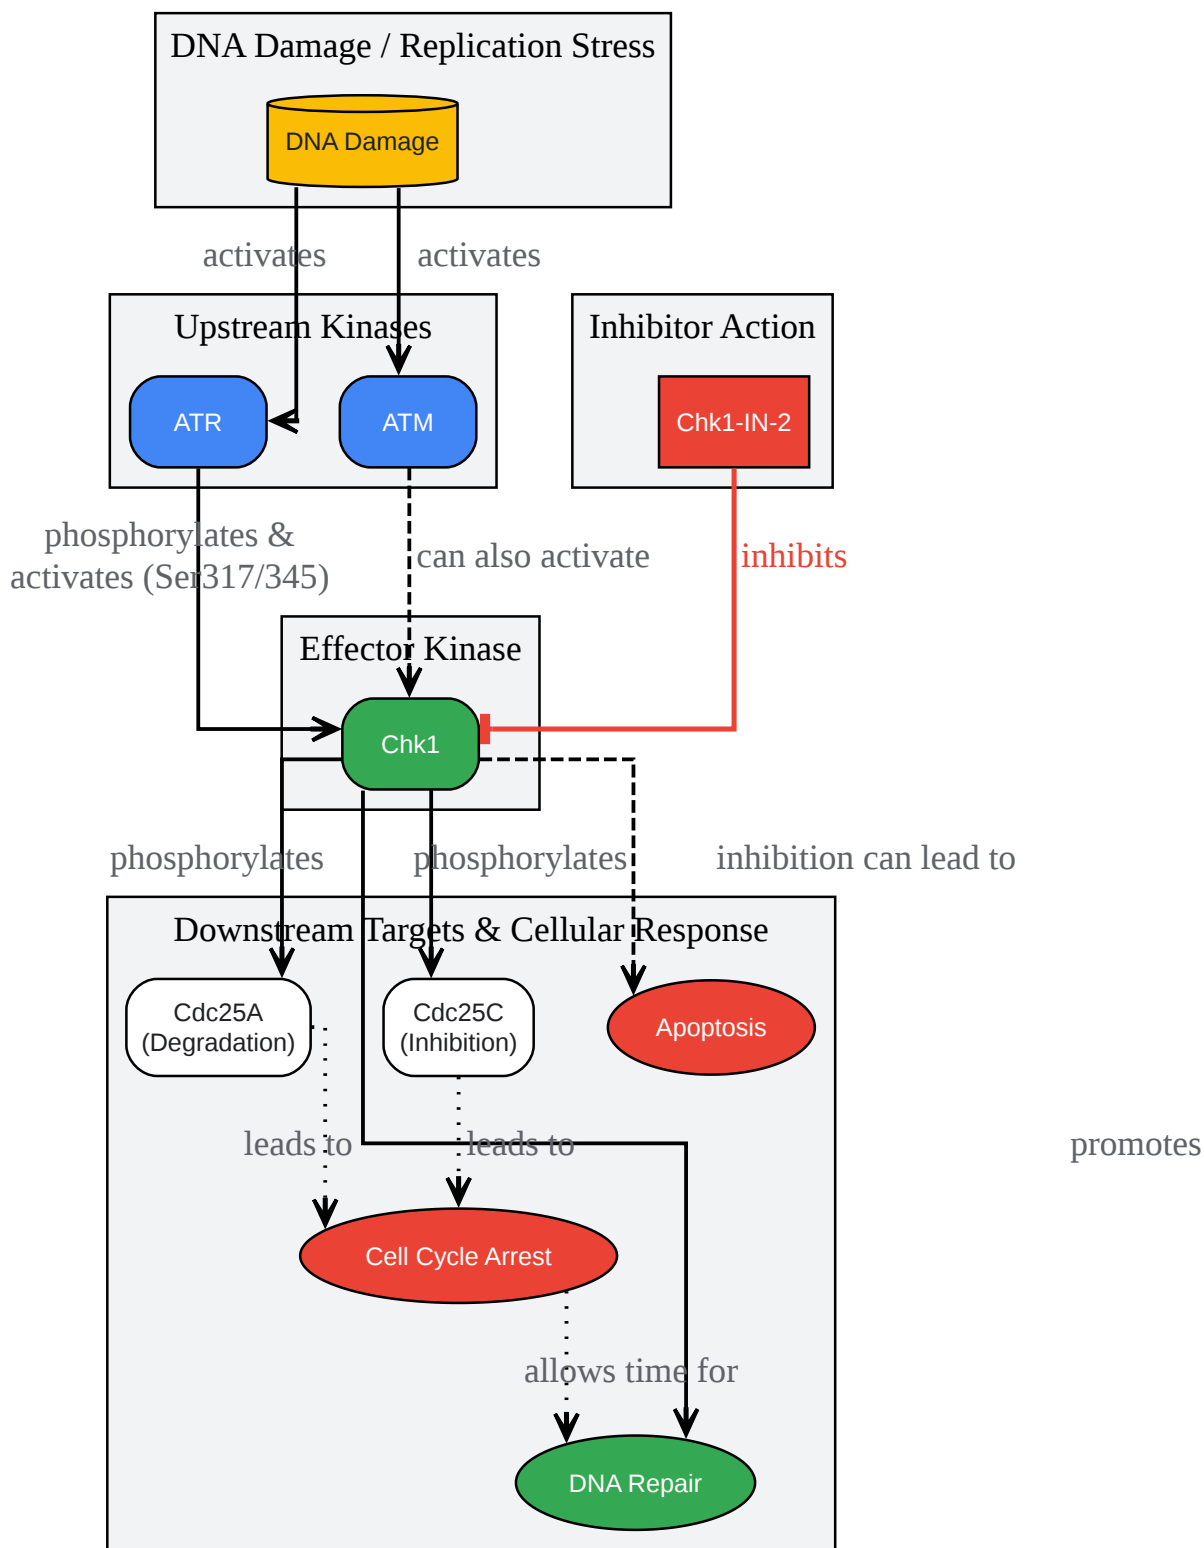 DNA Damage / Replication Stress
DNA Damage
activates
activates
Upstream Kinases
Inhibitor Action
ATR
ATM
Chk1-IN-2
phosphorylates &
activates (Ser317/345)
can also activate
inhibits
Effector Kinase
Chk1
phosphorylates
phosphorylates
inhibition can lead to
Downstream Targets & Cellular Response
Cdc25A
(Degradation)
Cdc25C
(Inhibition)
Apoptosis
leads to
leads to
promotes
Cell Cycle Arrest
allows time for
DNA Repair